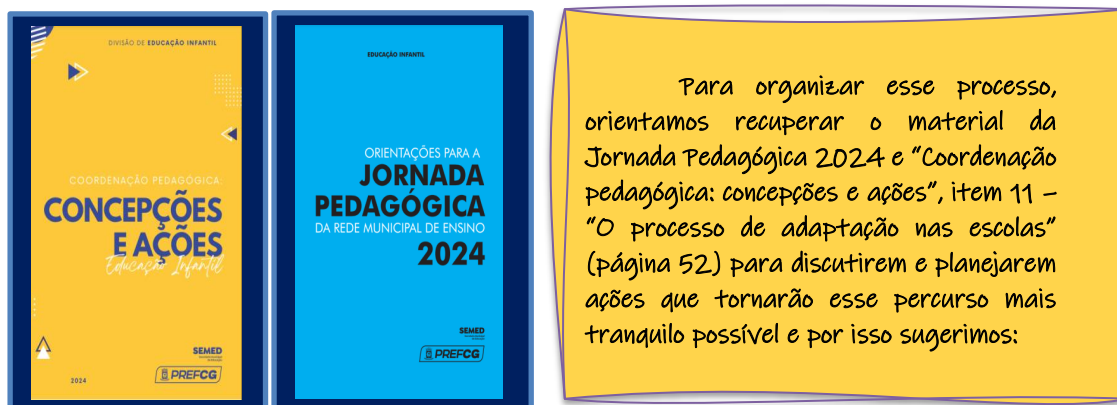 DIVISÃO DE EDUCAÇÃO INFANTIL
COORDENAÇÃO PEDAGÓGICA:
CONCEPÇÕES
E AÇÕES
Educação Infantil
SEMED
PREFCG
2024
EDUCAÇÃO INFANTIL
ORIENTAÇÕES PARA A
JORNADA
PEDAGÓGICA
DA REDE MUNICIPAL DE ENSINO
2024
SEMED
PREFCG
Para organizar esse processo,
orientamos recuperar o material da
Jornada Pedagógica 2024 e “Coordenação
pedagógica: concepções e ações”, item 11 –
“O processo de adaptação nas escolas”
(página 52) para discutirem e planejarem
ações que tornarão esse percurso mais
tranquilo possível e por isso sugerimos: